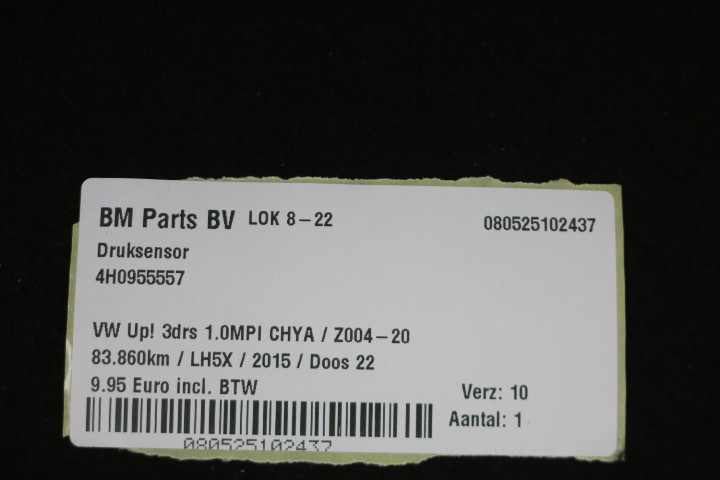 BM Parts BV LOK 8-22 080525102437
Druksensor
4H0955557
VW Up! 3drs 1.0MPI CHYA / Z004-20
83.860km / LH5X / 2015 / Doos 22
9.95 Euro incl. BTW
Verz: 10
Aantal: 1
080525102437